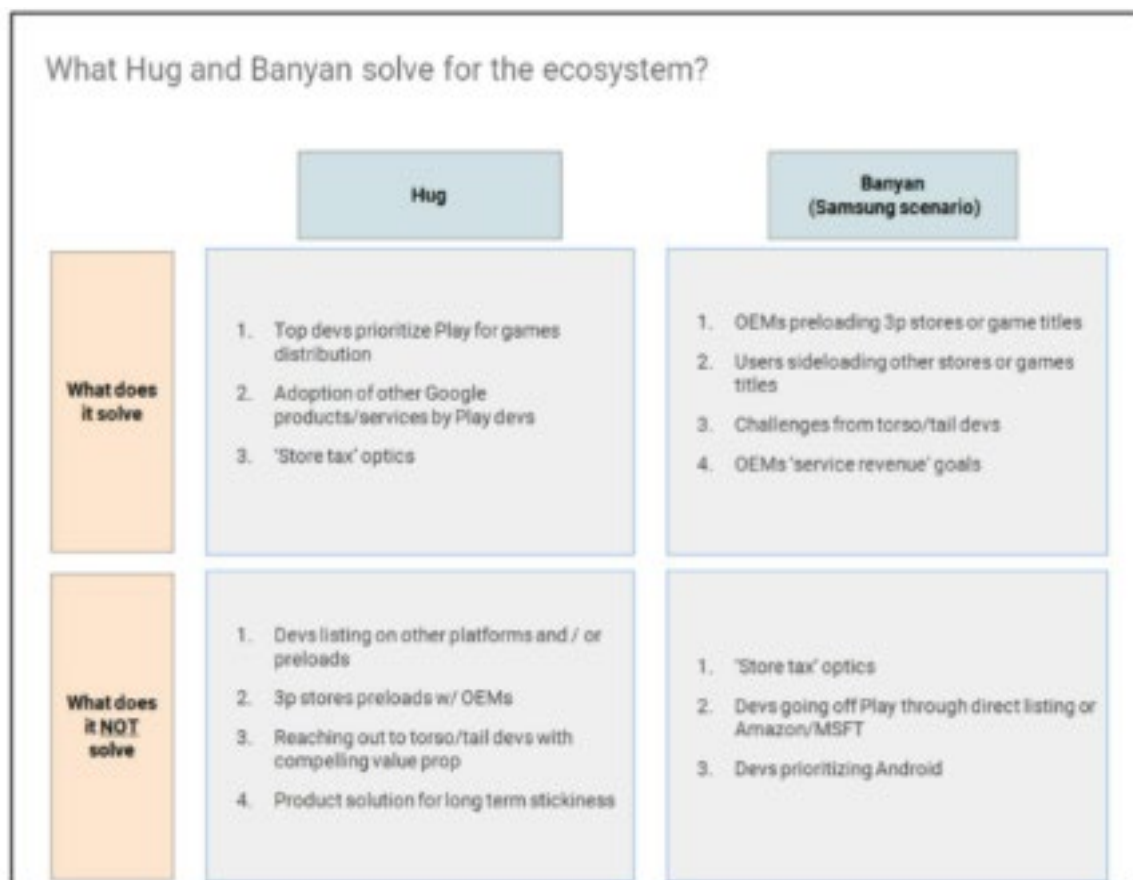 What Hug and Banyan solve for the ecosystem?
Hug
Banyan
(Samsung scenario)
What does
it solve
1. Top devs prioritize Play for games
distribution
2. Adoption of other Google
products/services by Play devs
3. 'Store tax' optics
1. OEMs preloading 3p stores or game titles
2. Users sideloading other stores or games
titles
3. Challenges from torso/tail devs
4. OEMs 'service revenue' goals
What does
it NOT
solve
1. Devs listing on other platforms and / or
preloads
2. 3p stores preloads w/ OEMs
3. Reaching out to torso/tail devs with
compelling value prop
4. Product solution for long term stickiness
1. 'Store tax' optics
2. Devs going off Play through direct listing or
Amazon/MSFT
3. Devs prioritizing Android